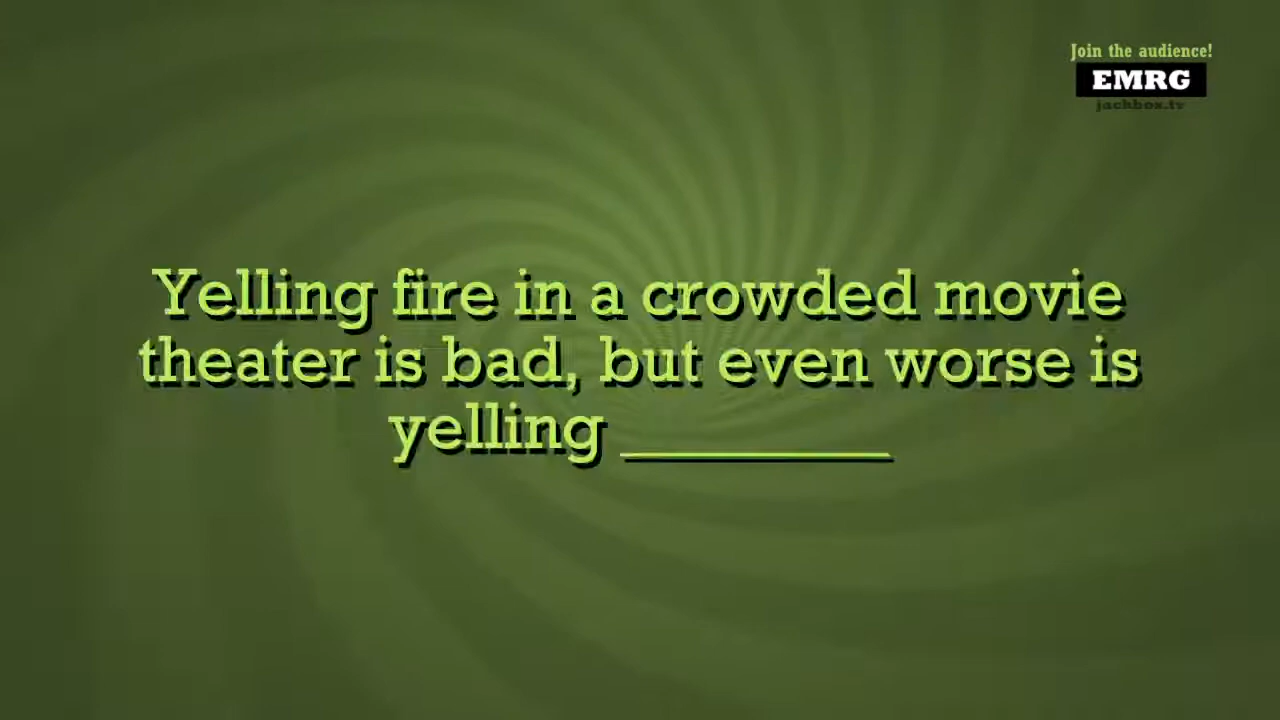 Join the audience!
EMRG
jackbox.tv
Yelling fire in a crowded movie
theater is bad, but even worse is
yelling ________